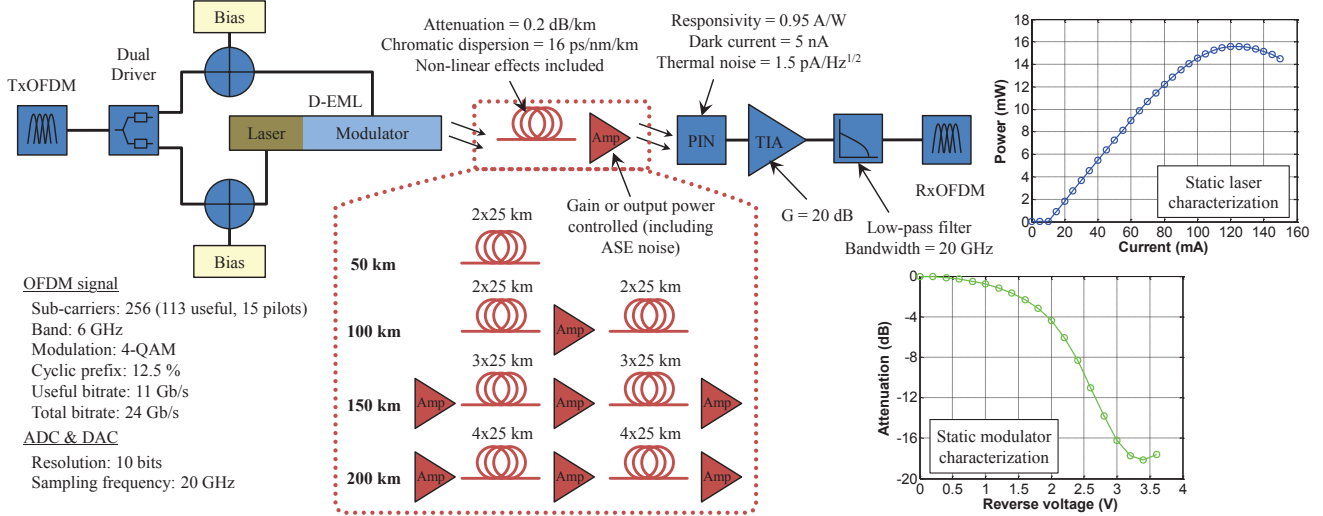 Bias
Dual
Driver
TxOFDM
D-EML
Laser
Modulator
Bias
Attenuation = 0.2 dB/km
Chromatic dispersion = 16 ps/nm/km
Non-linear effects included
Amp
Gain or output power
controlled (including
ASE noise)
Responsivity = 0.95 A/W
Dark current = 5 nA
Thermal noise = 1.5 pA/Hz1/2
PIN
TIA
G = 20 dB
Low-pass filter
Bandwidth = 20 GHz
RxOFDM
OFDM signal
Sub-carriers: 256 (113 useful, 15 pilots)
Band: 6 GHz
Modulation: 4-QAM
Cyclic prefix: 12.5 %
Useful bitrate: 11 Gb/s
Total bitrate: 24 Gb/s
ADC & DAC
Resolution: 10 bits
Sampling frequency: 20 GHz
2x25 km
50 km
2x25 km 2x25 km
100 km Amp
3x25 km 3x25 km
150 km Amp Amp Amp
4x25 km 4x25 km
200 km Amp Amp Amp
Power (mW)
18
16
14
12
10
8
6
4
2
0
0 20 40 60 80 100 120 140 160
Current (mA)
Static laser
characterization
Attenuation (dB)
0
-4
-8
-12
-16
-20
0 0.5 1 1.5 2 2.5 3 3.5 4
Reverse voltage (V)
Static modulator
characterization